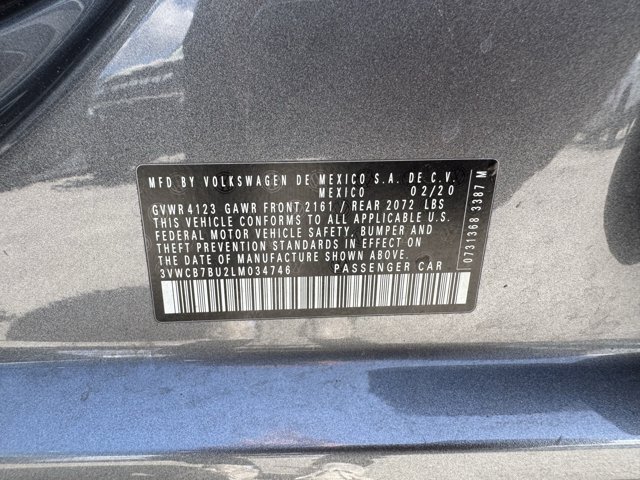 MFD BY VOLKSWAGEN DE MEXICO S.A. DE C.V.
MEXICO 02/20
GVWR 4123 GAWR FRONT 2161 / REAR 2072 LBS
THIS VEHICLE CONFORMS TO ALL APPLICABLE U.S.
FEDERAL MOTOR VEHICLE SAFETY, BUMPER AND
THEFT PREVENTION STANDARDS IN EFFECT ON
THE DATE OF MANUFACTURE SHOWN ABOVE.
3VWCB7BU2LM034746 PASSENGER CAR
0731368 3387 M